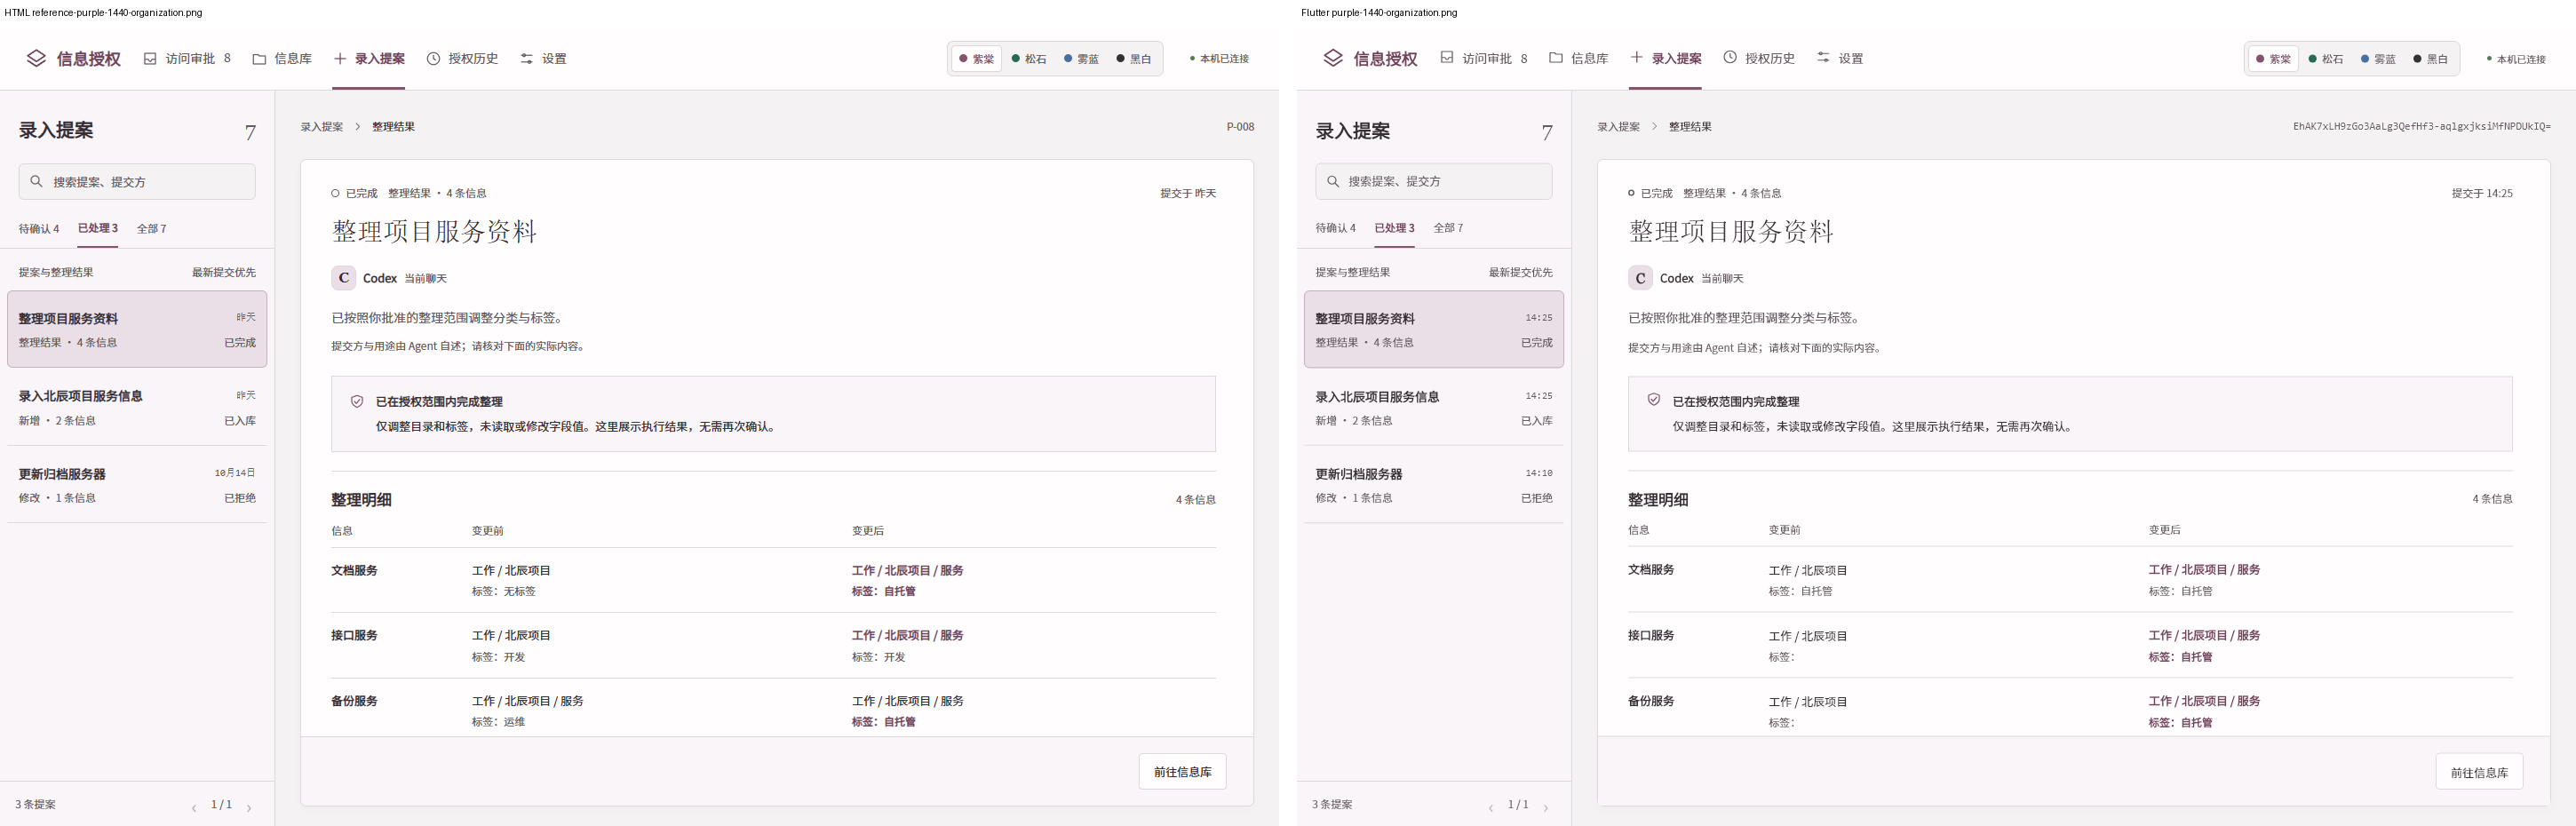 HTML reference-purple-1440-organization.png
信息授权 访问审批 8 信息库 录入提案 授权历史 设置 紫棠 松石 雾蓝 黑白 本机已连接
录入提案 7
搜索提案、提交方
待确认 4 已处理 3 全部 7
提案与整理结果 最新提交优先
整理项目服务资料 昨天
整理结果 · 4 条信息 已完成
录入北辰项目服务信息 昨天
新增 · 2 条信息 已入库
更新归档服务器 10月14日
修改 · 1 条信息 已拒绝
3 条提案 ‹ 1 / 1 ›
录入提案 > 整理结果 P-008
已完成 整理结果 · 4 条信息 提交于 昨天
整理项目服务资料
C Codex 当前聊天
已按照你批准的整理范围调整分类与标签。
提交方与用途由 Agent 自述；请核对下面的实际内容。
已在授权范围内完成整理
仅调整目录和标签，未读取或修改字段值。这里展示执行结果，无需再次确认。
整理明细 4 条信息
信息 变更前 变更后
文档服务 工作 / 北辰项目 工作 / 北辰项目 / 服务
标签：无标签 标签：自托管
接口服务 工作 / 北辰项目 工作 / 北辰项目 / 服务
标签：开发 标签：开发
备份服务 工作 / 北辰项目 / 服务 工作 / 北辰项目 / 服务
标签：运维 标签：自托管
前往信息库
Flutter purple-1440-organization.png
信息授权 访问审批 8 信息库 录入提案 授权历史 设置 紫棠 松石 雾蓝 黑白 本机已连接
录入提案 7
搜索提案、提交方
待确认 4 已处理 3 全部 7
提案与整理结果 最新提交优先
整理项目服务资料 14:25
整理结果 · 4 条信息 已完成
录入北辰项目服务信息 14:25
新增 · 2 条信息 已入库
更新归档服务器 14:10
修改 · 1 条信息 已拒绝
3 条提案 ‹ 1 / 1 ›
录入提案 > 整理结果 EhAK7xLH9zGo3AaLg3QefHf3-aqlgxjksiMfNPDUkIQ=
已完成 整理结果 · 4 条信息 提交于 14:25
整理项目服务资料
C Codex 当前聊天
已按照你批准的整理范围调整分类与标签。
提交方与用途由 Agent 自述；请核对下面的实际内容。
已在授权范围内完成整理
仅调整目录和标签，未读取或修改字段值。这里展示执行结果，无需再次确认。
整理明细 4 条信息
信息 变更前 变更后
文档服务 工作 / 北辰项目 工作 / 北辰项目 / 服务
标签：自托管 标签：自托管
接口服务 工作 / 北辰项目 工作 / 北辰项目 / 服务
标签： 标签：自托管
备份服务 工作 / 北辰项目 工作 / 北辰项目 / 服务
标签： 标签：自托管
前往信息库